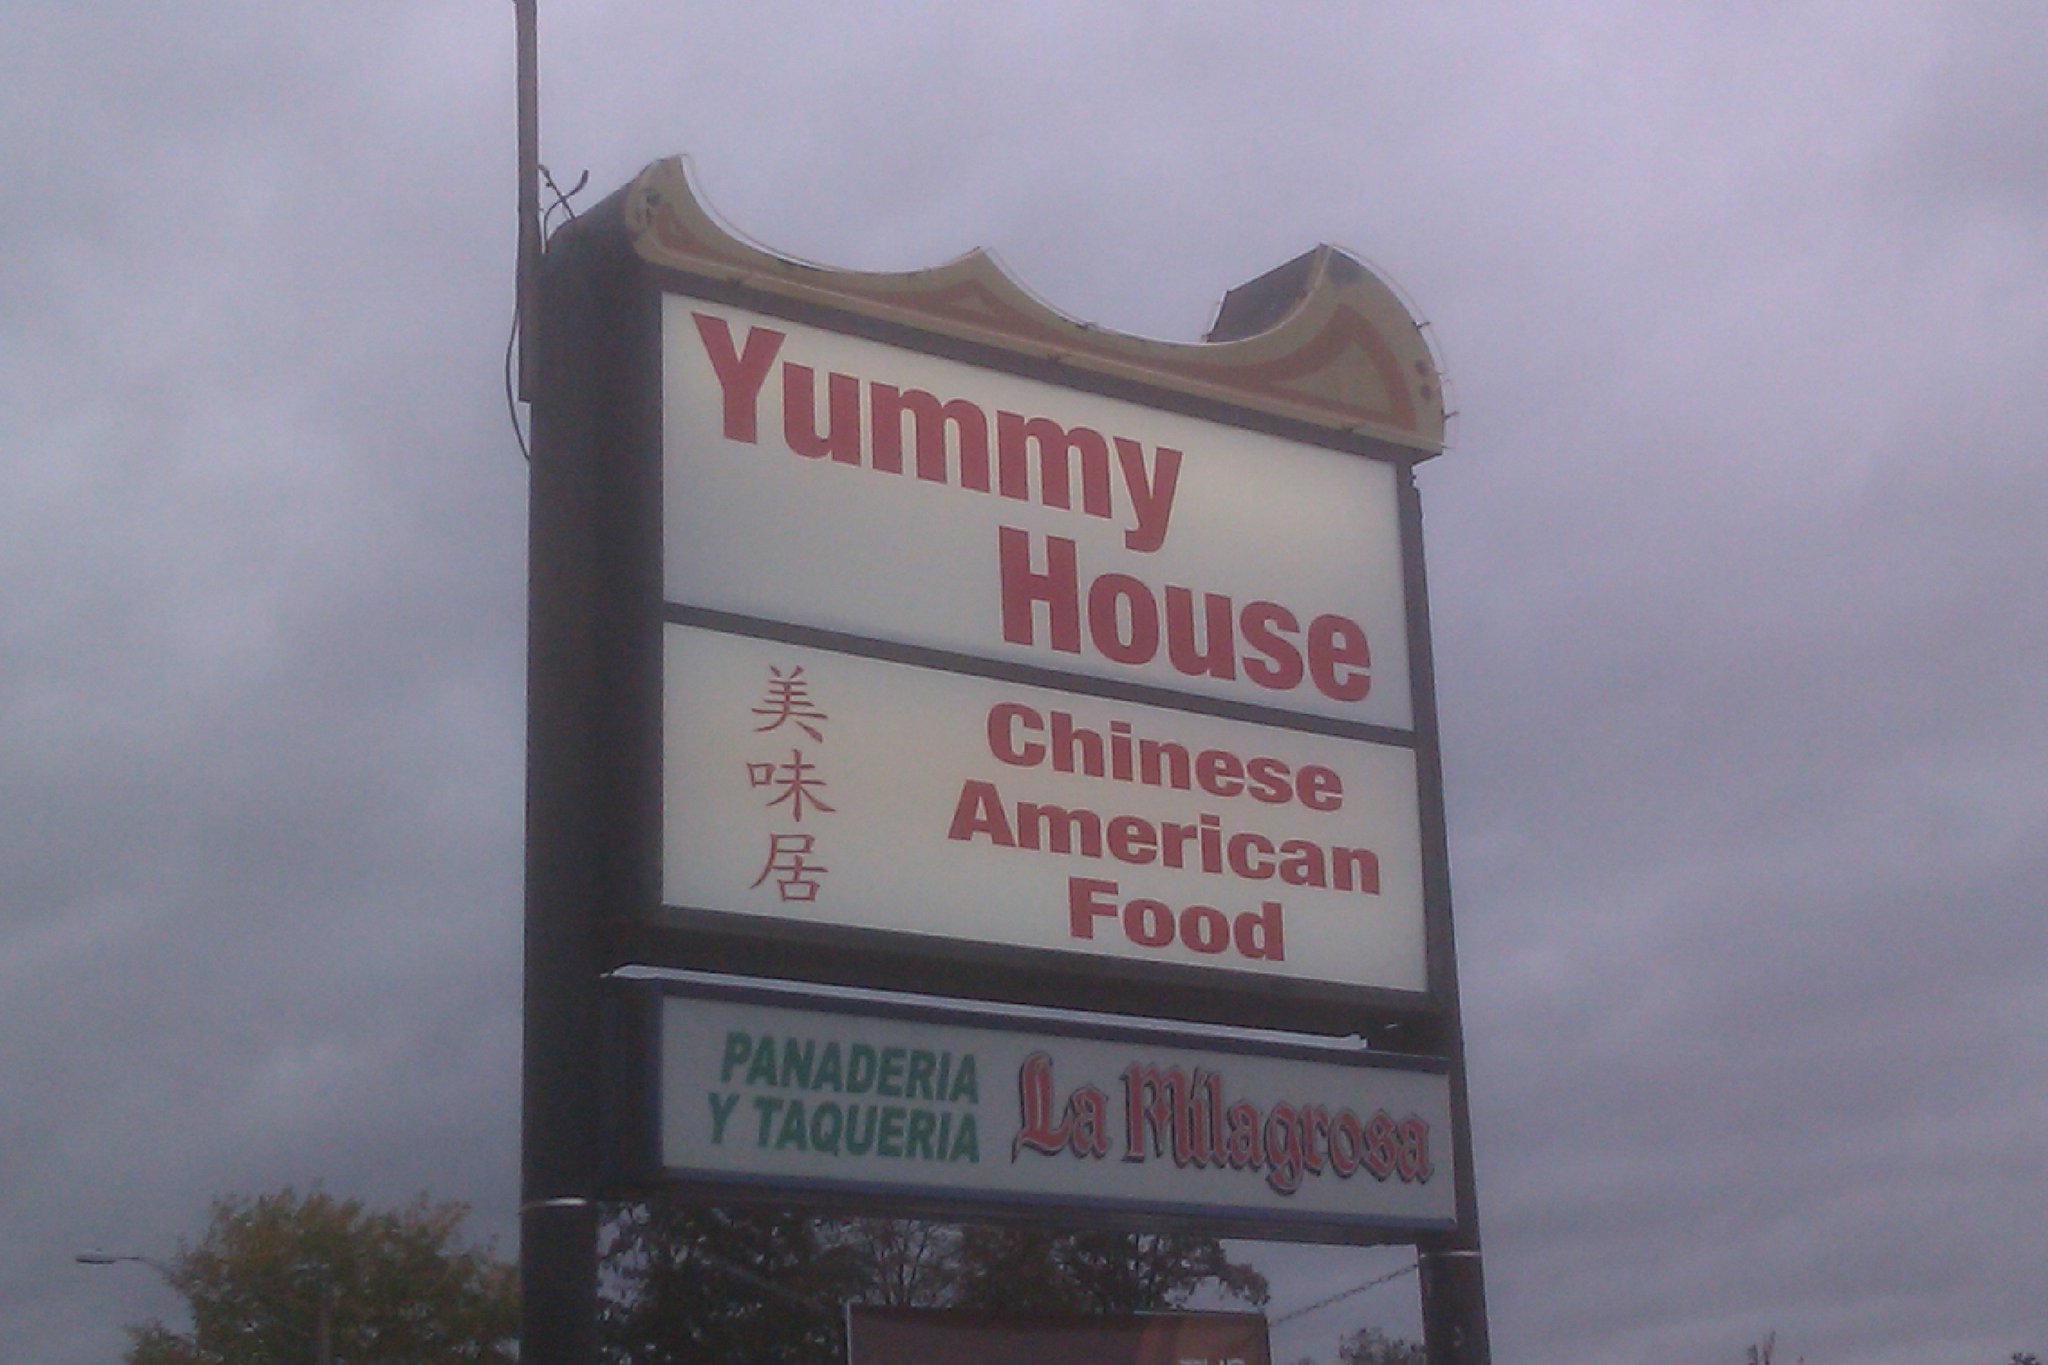 Yummy
House
美
味
居
Chinese
American
Food
PANADERIA
Y TAQUERIA
La Milagrosa